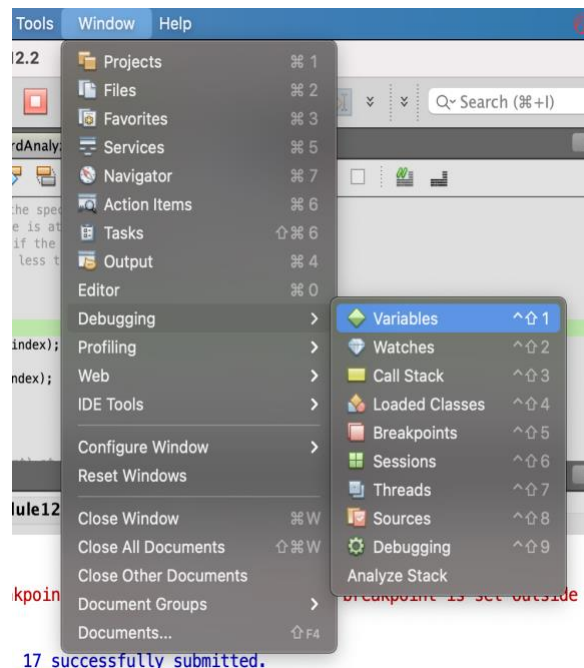 Tools Window Help
12.2
Projects ⌘ 1
Files ⌘ 2
Favorites ⌘ 3
Services ⌘ 5
Navigator ⌘ 7
Action Items ⌘ 6
Tasks ⇧⌘ 6
Output ⌘ 4
Editor ⌘ 0
Debugging >
Profiling >
Web >
IDE Tools >
Configure Window >
Reset Windows
Close Window ⌘W
Close All Documents ⇧⌘W
Close Other Documents
Document Groups >
Documents... ⇧F4
Variables ^⇧1
Watches ^⇧2
Call Stack ^⇧3
Loaded Classes ^⇧4
Breakpoints ^⇧5
Sessions ^⇧6
Threads ^⇧7
Sources ^⇧8
Debugging ^⇧9
Analyze Stack
Search (⌘+I)
rdAnaly
the spec
e is at
if the
less t
index);
ndex);
dule12
kpoin
breakpoint is set outside
17 successfully submitted.